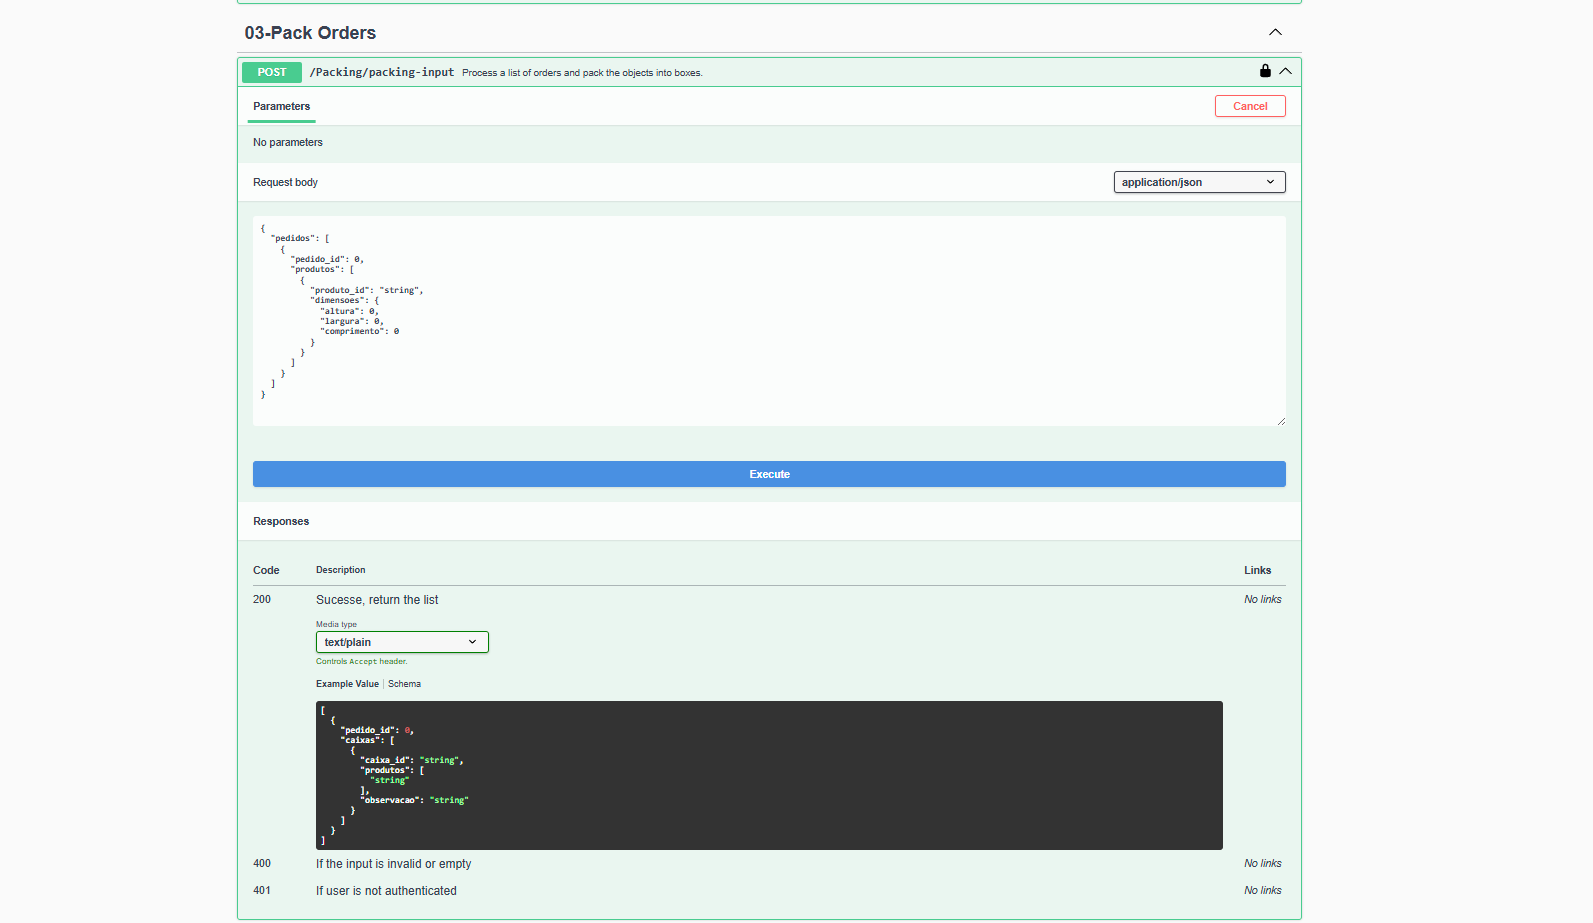 03-Pack Orders
POST /Packing/packing-input Process a list of orders and pack the objects into boxes.
Parameters
Cancel
No parameters
Request body
application/json
{
  "pedidos": [
    {
      "pedido_id": 0,
      "produtos": [
        {
          "produto_id": "string",
          "dimensoes": {
            "altura": 0,
            "largura": 0,
            "comprimento": 0
          }
        }
      ]
    }
  ]
}
Execute
Responses
Code Description Links
200 Sucesse, return the list No links
Media type
text/plain
Controls Accept header.
Example Value | Schema
[
  {
    "pedido_id": 0,
    "caixas": [
      {
        "caixa_id": "string",
        "produtos": [
          "string"
        ],
        "observacao": "string"
      }
    ]
  }
]
400 If the input is invalid or empty No links
401 If user is not authenticated No links